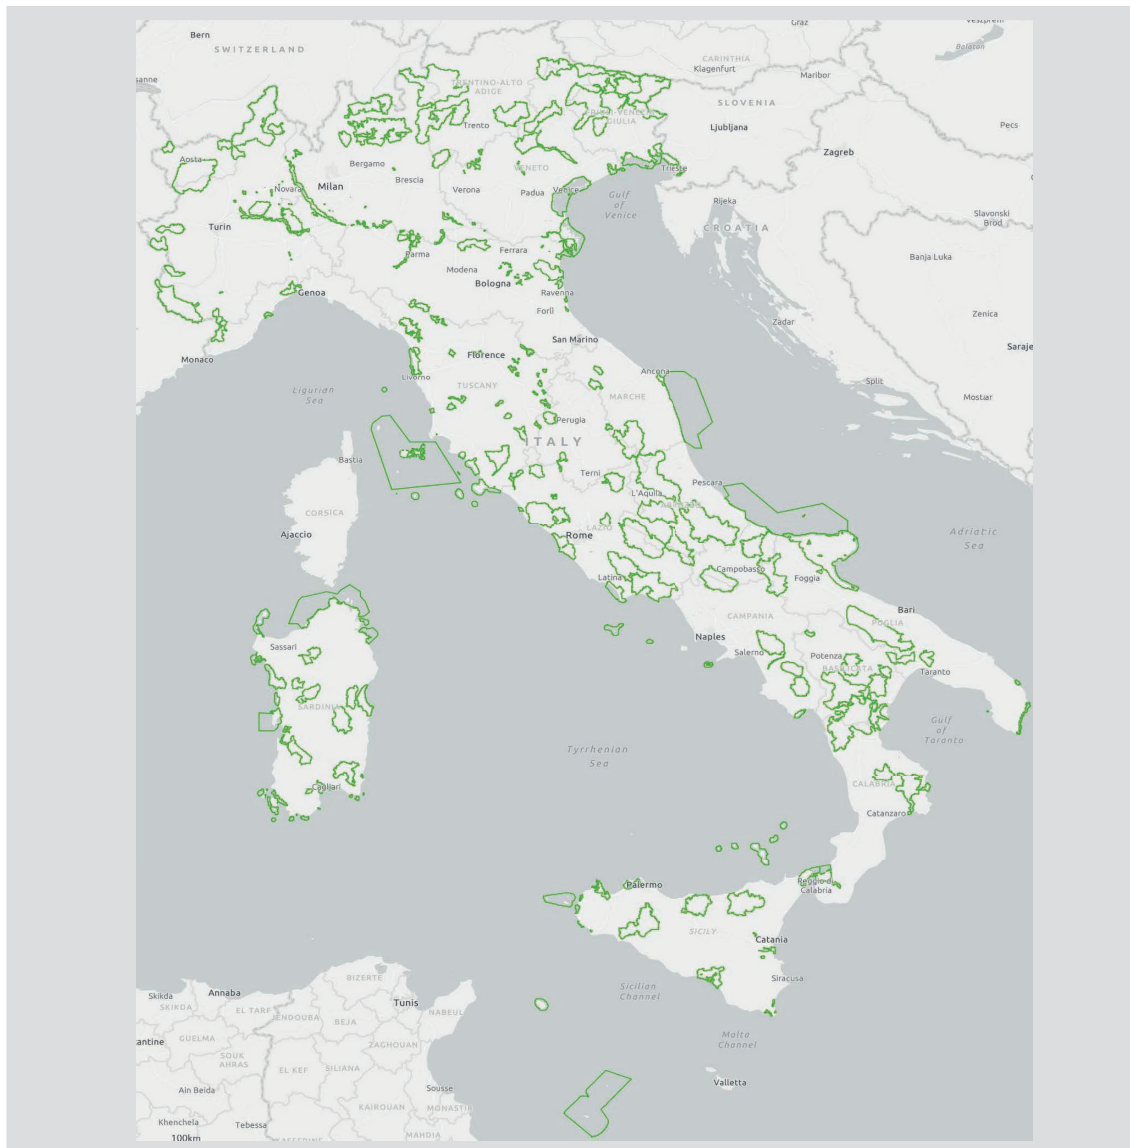 Bern
Graz
Veszprem
SWITZERLAND
Balaton
CARINTHIA
Klagenfurt
Maribor
TRENTINO-ALTO
ADIGE
SLOVENIA
Pecs
Trento
GIULIA
Ljubljana
Zagreb
Aosta
Bergamo
VENETO
Trieste
Novara
Milan
Brescia
Verona
Padua
Venice
Gulf
of
Venice
Rijeka
Slavonski
Brod
Turin
CROATIA
Parma
Ferrara
Banja Luka
Modena
Bologna
Genoa
Ravenna
Forlì
Zadar
Zenica
San Marino
Monaco
Florence
Saraje
Livorno
Ancona
Ligurian
Sea
TUSCANY
MARCHE
Split
Mostar
Perugia
ITALY
Bastia
Terni
Pescara
L'Aquila
CORSICA
LAZIO
Ajaccio
Rome
Adriatic
Sea
Latina
Campobasso
Foggia
CAMPANIA
Bari
PUGLIA
Naples
Sassari
Salerno
Potenza
BASILICATA
Taranto
SARDINIA
Gulf
of
Taranto
Tyrrhenian
Sea
Cagliari
CALABRIA
Catanzaro
Palermo
Reggio di
Calabria
SICILY
Catania
BIZERTE
Siracusa
Skikda
Annaba
Tunis
Sicilian
Channel
SKIKDA
EL TARF
JENDOUBA
BEJA
NABEUL
GUELMA
ZAGHOUAN
Malta
Channel
SOUK
AHRAS
EL KEF
SILIANA
Ain Beida
Sousse
Valletta
KAIROUAN
Khenchela
Tebessa
MAHDIA
100km